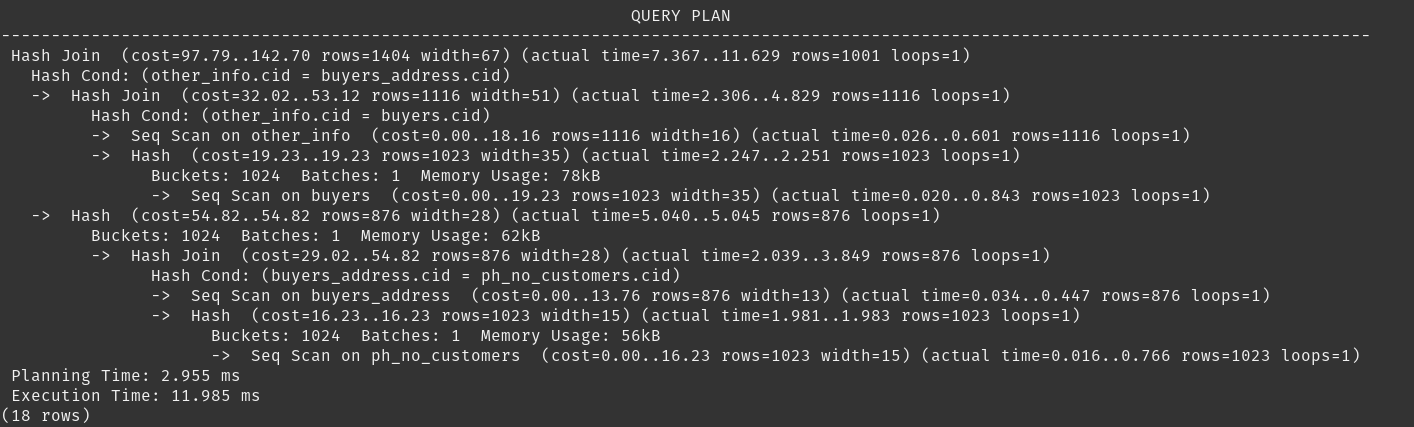 QUERY PLAN
-----------------------------------------------------------------------------------------------------------------------------------------
Hash Join  (cost=97.79..142.70 rows=1404 width=67) (actual time=7.367..11.629 rows=1001 loops=1)
  Hash Cond: (other_info.cid = buyers_address.cid)
  ->  Hash Join  (cost=32.02..53.12 rows=1116 width=51) (actual time=2.306..4.829 rows=1116 loops=1)
        Hash Cond: (other_info.cid = buyers.cid)
        ->  Seq Scan on other_info  (cost=0.00..18.16 rows=1116 width=16) (actual time=0.026..0.601 rows=1116 loops=1)
        ->  Hash  (cost=19.23..19.23 rows=1023 width=35) (actual time=2.247..2.251 rows=1023 loops=1)
              Buckets: 1024  Batches: 1  Memory Usage: 78kB
              ->  Seq Scan on buyers  (cost=0.00..19.23 rows=1023 width=35) (actual time=0.020..0.843 rows=1023 loops=1)
  ->  Hash  (cost=54.82..54.82 rows=876 width=28) (actual time=5.040..5.045 rows=876 loops=1)
        Buckets: 1024  Batches: 1  Memory Usage: 62kB
        ->  Hash Join  (cost=29.02..54.82 rows=876 width=28) (actual time=2.039..3.849 rows=876 loops=1)
              Hash Cond: (buyers_address.cid = ph_no_customers.cid)
              ->  Seq Scan on buyers_address  (cost=0.00..13.76 rows=876 width=13) (actual time=0.034..0.447 rows=876 loops=1)
              ->  Hash  (cost=16.23..16.23 rows=1023 width=15) (actual time=1.981..1.983 rows=1023 loops=1)
                    Buckets: 1024  Batches: 1  Memory Usage: 56kB
                    ->  Seq Scan on ph_no_customers  (cost=0.00..16.23 rows=1023 width=15) (actual time=0.016..0.766 rows=1023 loops=1)
Planning Time: 2.955 ms
Execution Time: 11.985 ms
(18 rows)